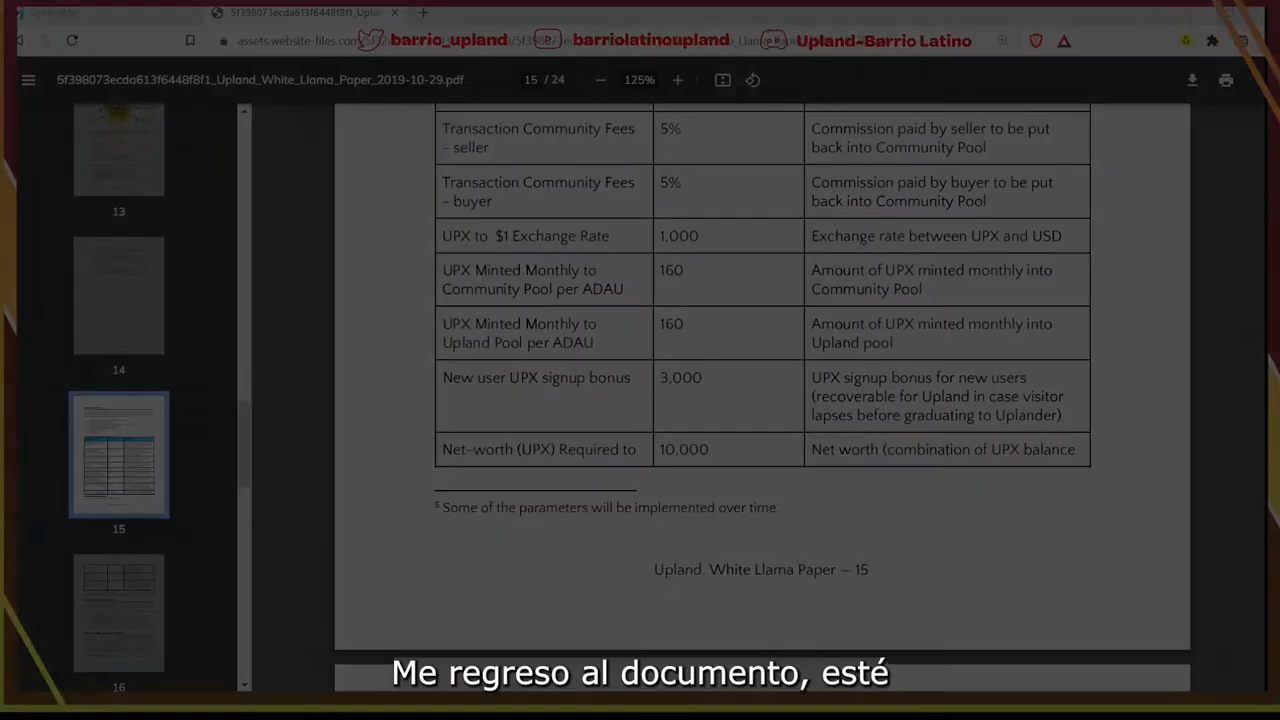 UplandMe
5f398073ecda613f6448f8f1_Upla
barrio_upland
barriolatinoupland
Upland-Barrio Latino
assets.website-files.com
5f398073ecda613f6448f8f1_Upland_White_Llama_Paper_2019-10-29.pdf
15 / 24
125%
13
14
15
16
Transaction Community Fees
– seller
5%
Commission paid by seller to be put
back into Community Pool
Transaction Community Fees
- buyer
5%
Commission paid by buyer to be put
back into Community Pool
UPX to $1 Exchange Rate
1,000
Exchange rate between UPX and USD
UPX Minted Monthly to
Community Pool per ADAU
160
Amount of UPX minted monthly into
Community Pool
UPX Minted Monthly to
Upland Pool per ADAU
160
Amount of UPX minted monthly into
Upland pool
New user UPX signup bonus
3,000
UPX signup bonus for new users
(recoverable for Upland in case visitor
lapses before graduating to Uplander)
Net-worth (UPX) Required to
10,000
Net worth (combination of UPX balance
5 Some of the parameters will be implemented over time.
Upland. White Llama Paper — 15
Me regreso al documento, esté